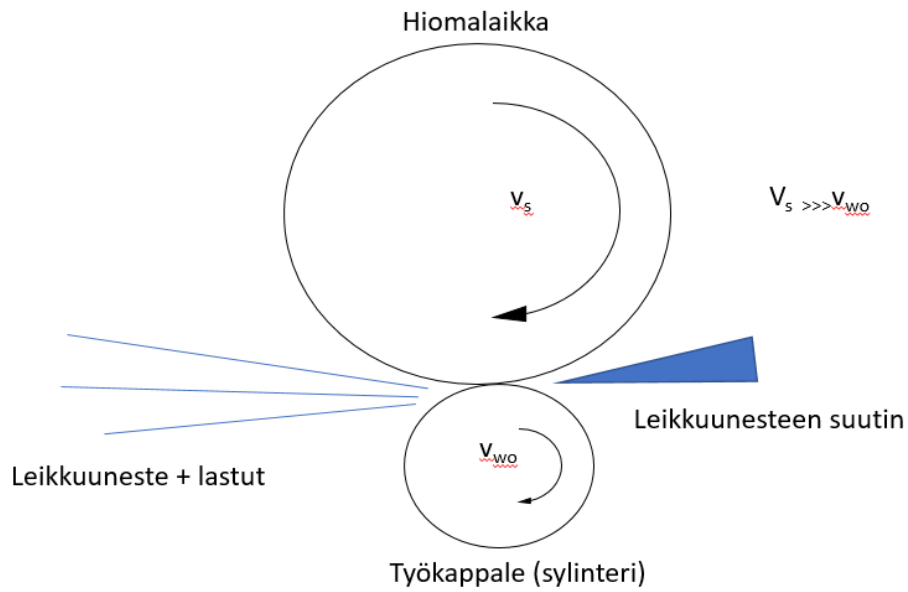 Hiomalaikka
vs
Vs >>>vwo
Leikkuunesteen suutin
vwo
Leikkuuneste + lastut
Työkappale (sylinteri)